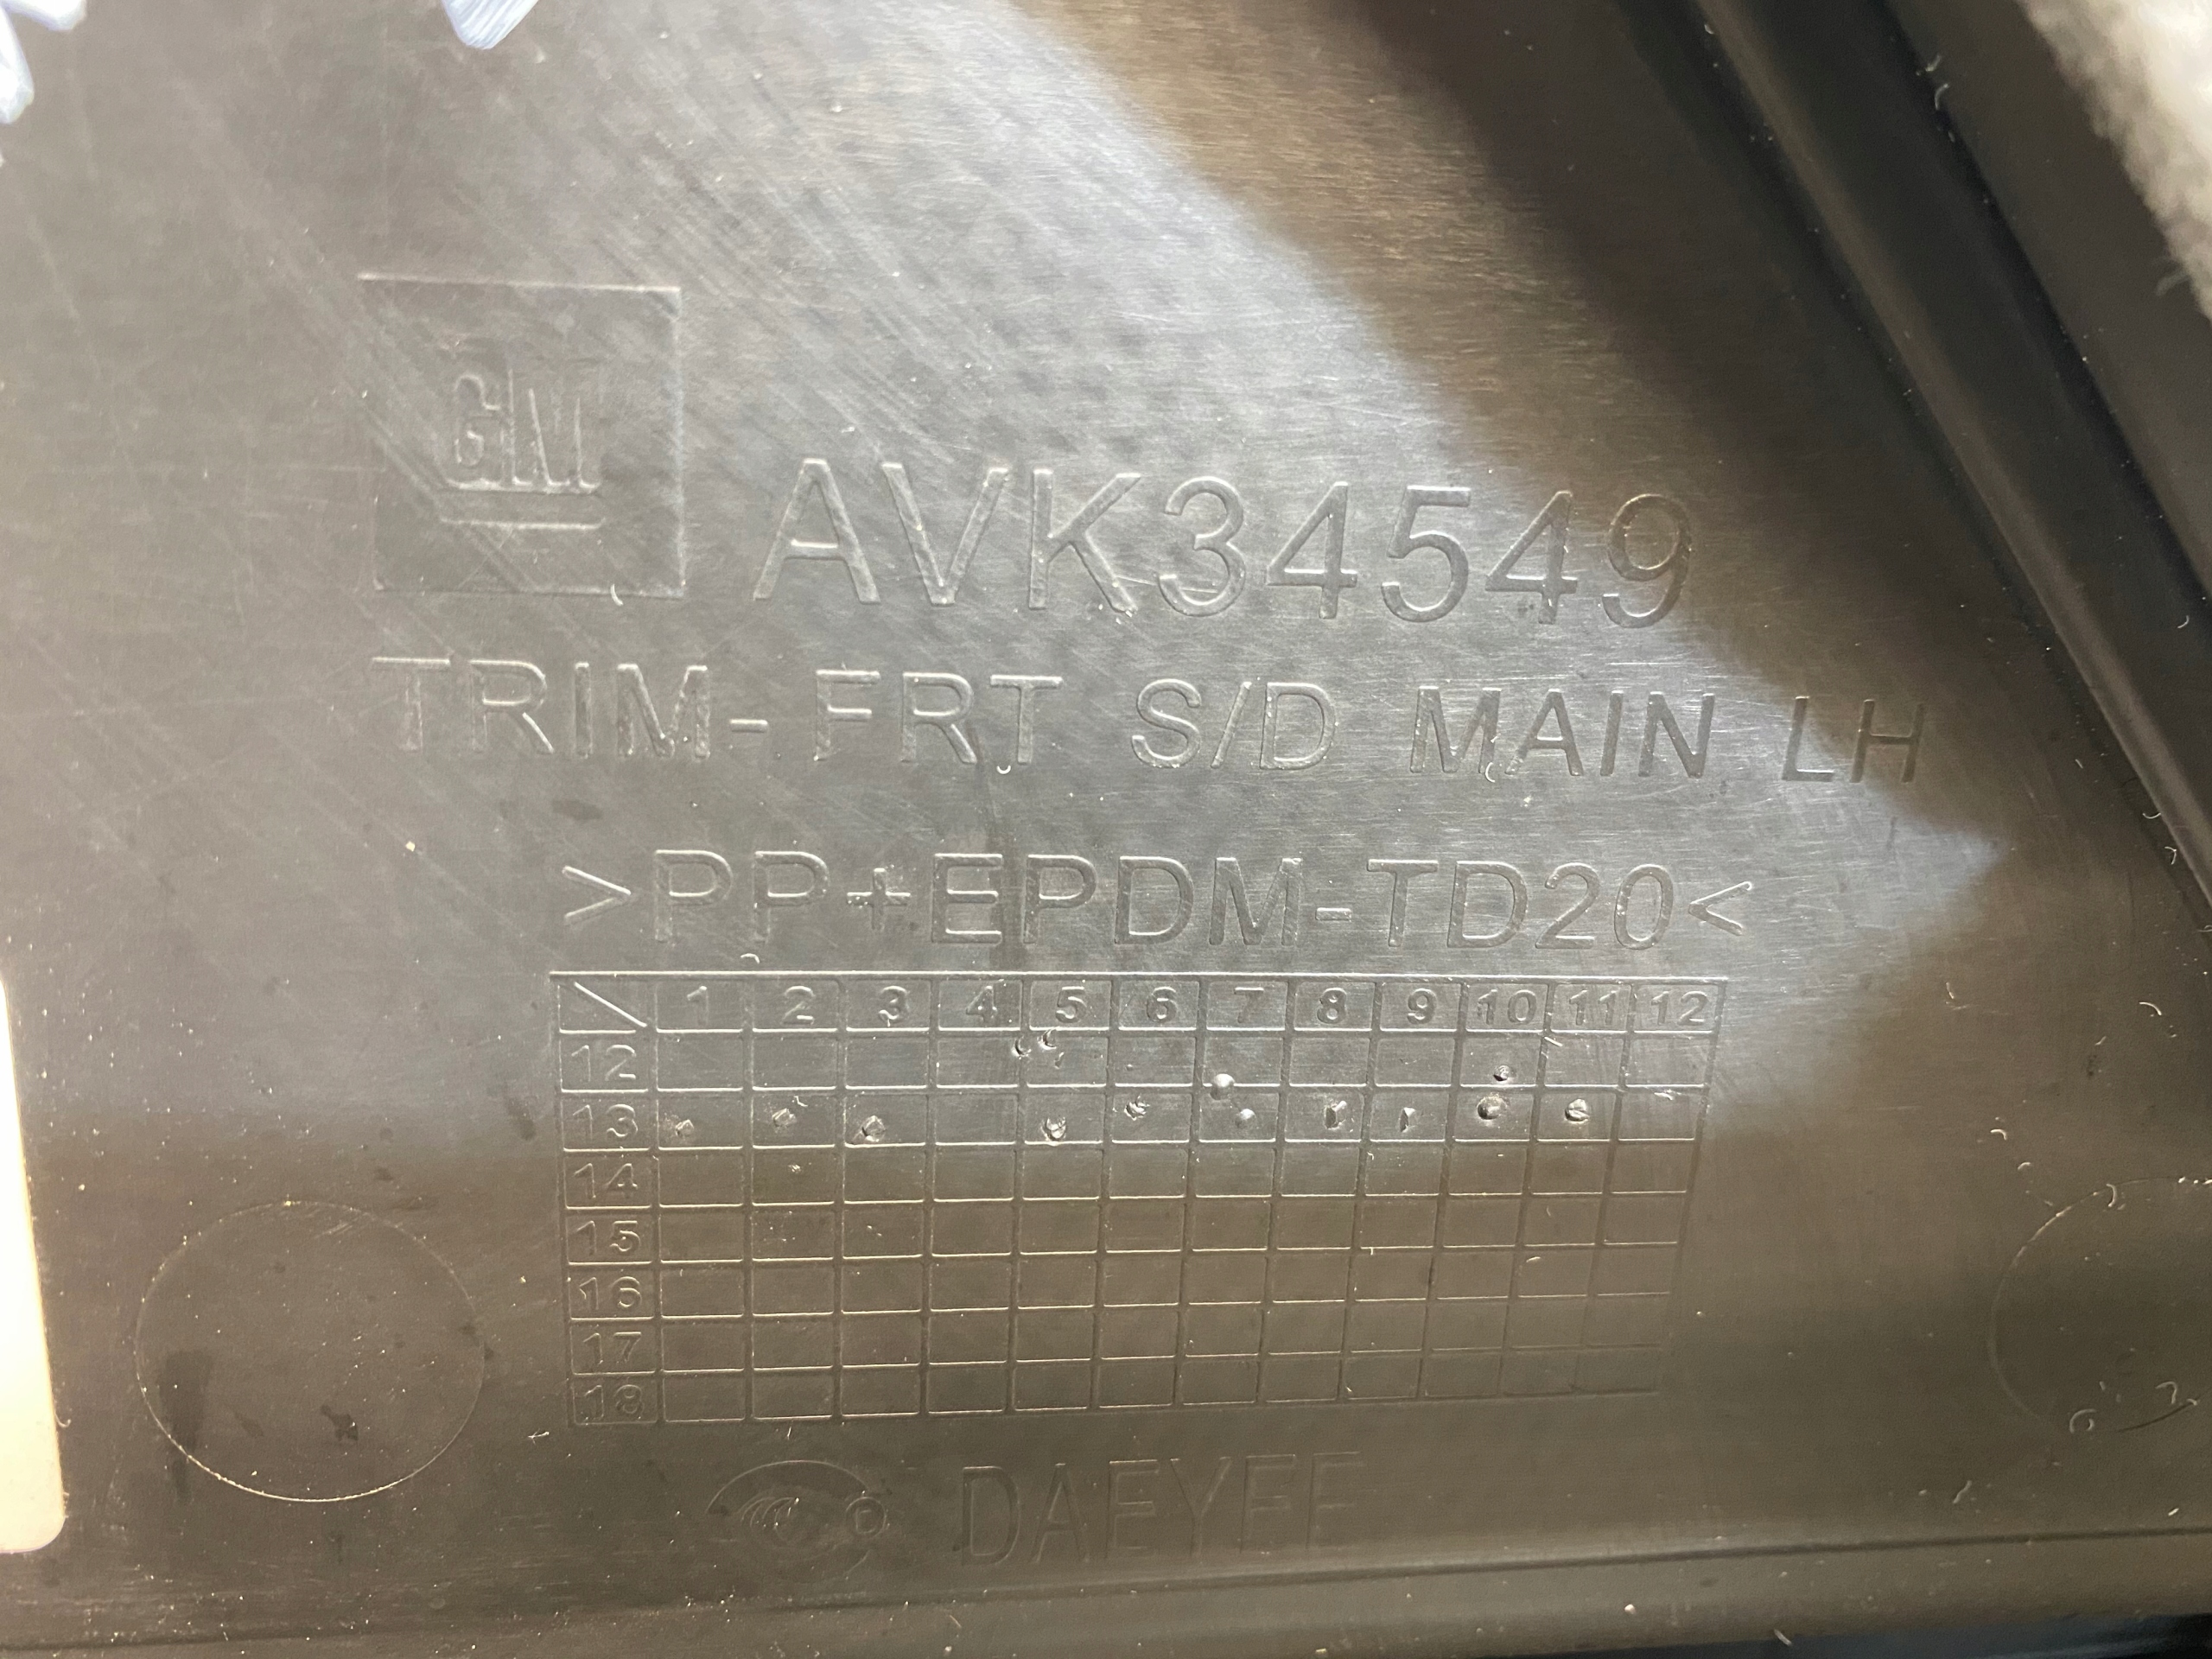 GM
AVK34549
TRIM-FRT S/D MAIN LH
>PP+EPDM-TD20<
1 2 3 4 5 6 7 8 9 10 11 12
12
13
14
15
16
17
18
DAEYEE